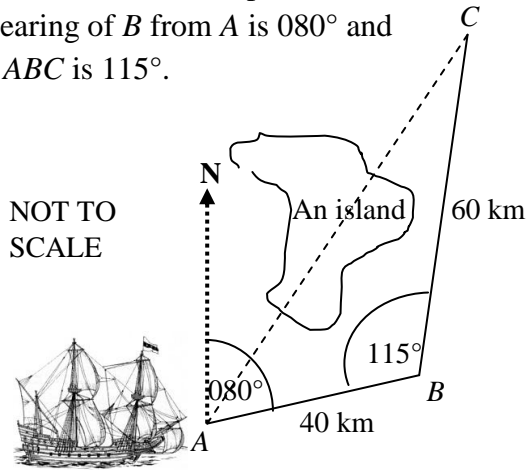 earing of B from A is 080° and
ABC is 115°.
C
N
NOT TO
SCALE
An island
60 km
115°
080°
B
40 km
A